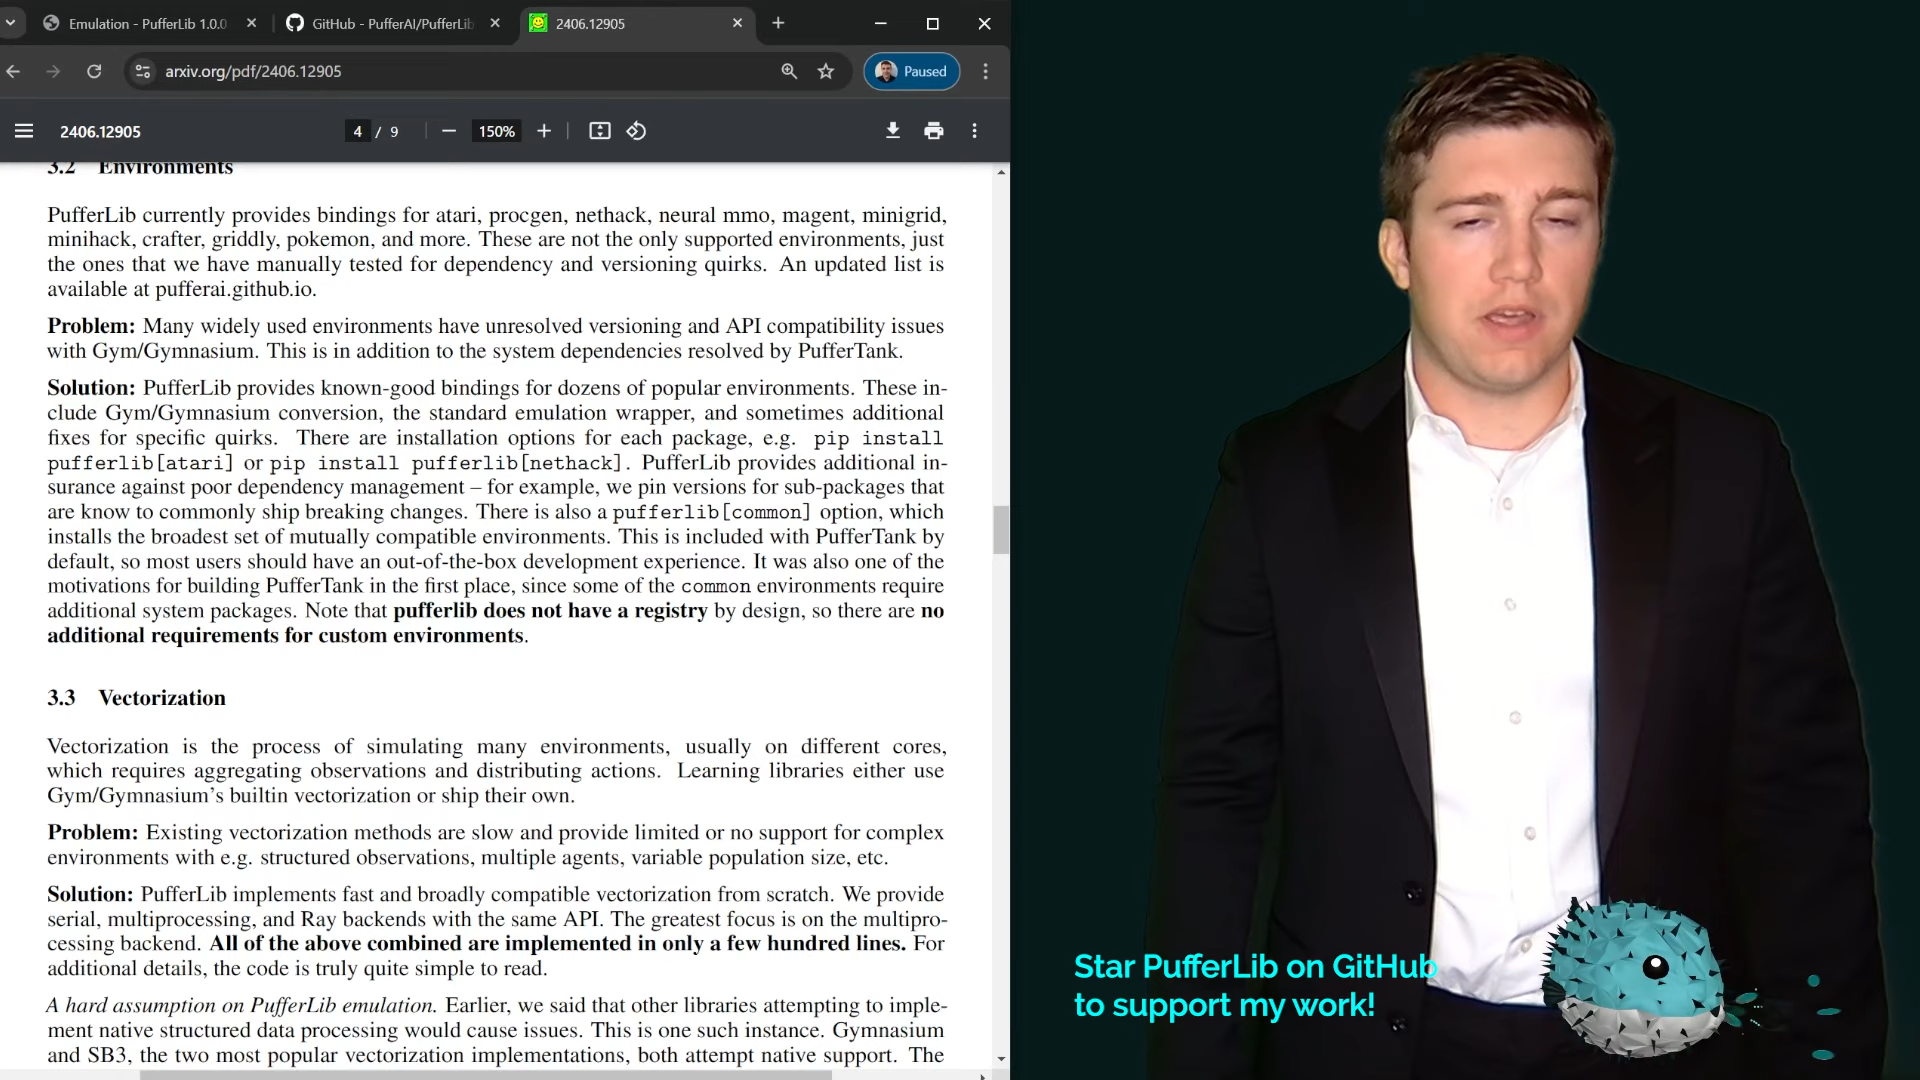 Emulation - PufferLib 1.0.0
GitHub - PufferAI/PufferLib
2406.12905
arxiv.org/pdf/2406.12905
Paused
2406.12905
4 / 9
150%
3.2 Environments
PufferLib currently provides bindings for atari, procgen, nethack, neural mmo, magent, minigrid,
minihack, crafter, griddly, pokemon, and more. These are not the only supported environments, just
the ones that we have manually tested for dependency and versioning quirks. An updated list is
available at pufferai.github.io.
Problem: Many widely used environments have unresolved versioning and API compatibility issues
with Gym/Gymnasium. This is in addition to the system dependencies resolved by PufferTank.
Solution: PufferLib provides known-good bindings for dozens of popular environments. These in-
clude Gym/Gymnasium conversion, the standard emulation wrapper, and sometimes additional
fixes for specific quirks. There are installation options for each package, e.g. pip install
pufferlib[atari] or pip install pufferlib[nethack]. PufferLib provides additional in-
surance against poor dependency management – for example, we pin versions for sub-packages that
are know to commonly ship breaking changes. There is also a pufferlib[common] option, which
installs the broadest set of mutually compatible environments. This is included with PufferTank by
default, so most users should have an out-of-the-box development experience. It was also one of the
motivations for building PufferTank in the first place, since some of the common environments require
additional system packages. Note that pufferlib does not have a registry by design, so there are no
additional requirements for custom environments.
3.3 Vectorization
Vectorization is the process of simulating many environments, usually on different cores,
which requires aggregating observations and distributing actions. Learning libraries either use
Gym/Gymnasium's builtin vectorization or ship their own.
Problem: Existing vectorization methods are slow and provide limited or no support for complex
environments with e.g. structured observations, multiple agents, variable population size, etc.
Solution: PufferLib implements fast and broadly compatible vectorization from scratch. We provide
serial, multiprocessing, and Ray backends with the same API. The greatest focus is on the multipro-
cessing backend. All of the above combined are implemented in only a few hundred lines. For
additional details, the code is truly quite simple to read.
A hard assumption on PufferLib emulation. Earlier, we said that other libraries attempting to imple-
ment native structured data processing would cause issues. This is one such instance. Gymnasium
and SB3, the two most popular vectorization implementations, both attempt native support. The
Star PufferLib on GitHub
to support my work!